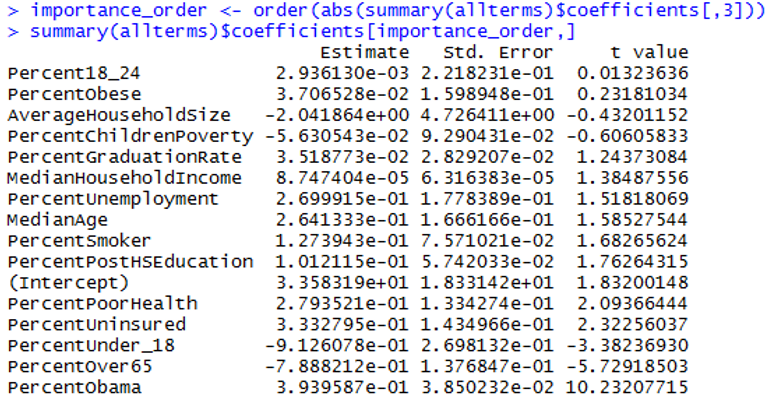 > importance_order <- order(abs(summary(allterms)$coefficients[,3]))
> summary(allterms)$coefficients[importance_order,]
Estimate Std. Error t value
Percent18_24 2.936130e-03 2.218231e-01 0.01323636
PercentObese 3.706528e-02 1.598948e-01 0.23181034
AverageHouseholdSize -2.041864e+00 4.726411e+00 -0.43201152
PercentChildrenPoverty -5.630543e-02 9.290431e-02 -0.60605833
PercentGraduationRate 3.518773e-02 2.829207e-02 1.24373084
MedianHouseholdIncome 8.747404e-05 6.316383e-05 1.38487556
PercentUnemployment 2.699915e-01 1.778389e-01 1.51818069
MedianAge 2.641333e-01 1.666166e-01 1.58527544
PercentSmoker 1.273943e-01 7.571021e-02 1.68265624
PercentPostHSEducation 1.012115e-01 5.742033e-02 1.76264315
(Intercept) 3.358319e+01 1.833142e+01 1.83200148
PercentPoorHealth 2.793521e-01 1.334274e-01 2.09366444
PercentUninsured 3.332795e-01 1.434966e-01 2.32256037
PercentUnder_18 -9.126078e-01 2.698132e-01 -3.38236930
PercentOver65 -7.888212e-01 1.376847e-01 -5.72918503
PercentObama 3.939587e-01 3.850232e-02 10.23207715